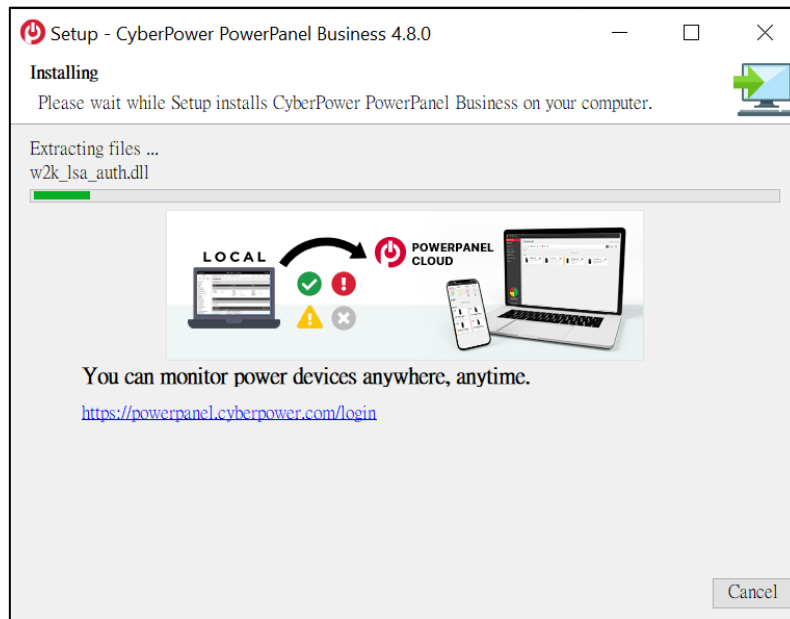 Setup - CyberPower PowerPanel Business 4.8.0
Installing
Please wait while Setup installs CyberPower PowerPanel Business on your computer.
Extracting files ...
w2k_lsa_auth.dll
LOCAL
POWERPANEL
CLOUD
You can monitor power devices anywhere, anytime.
https://powerpanel.cyberpower.com/login
Cancel